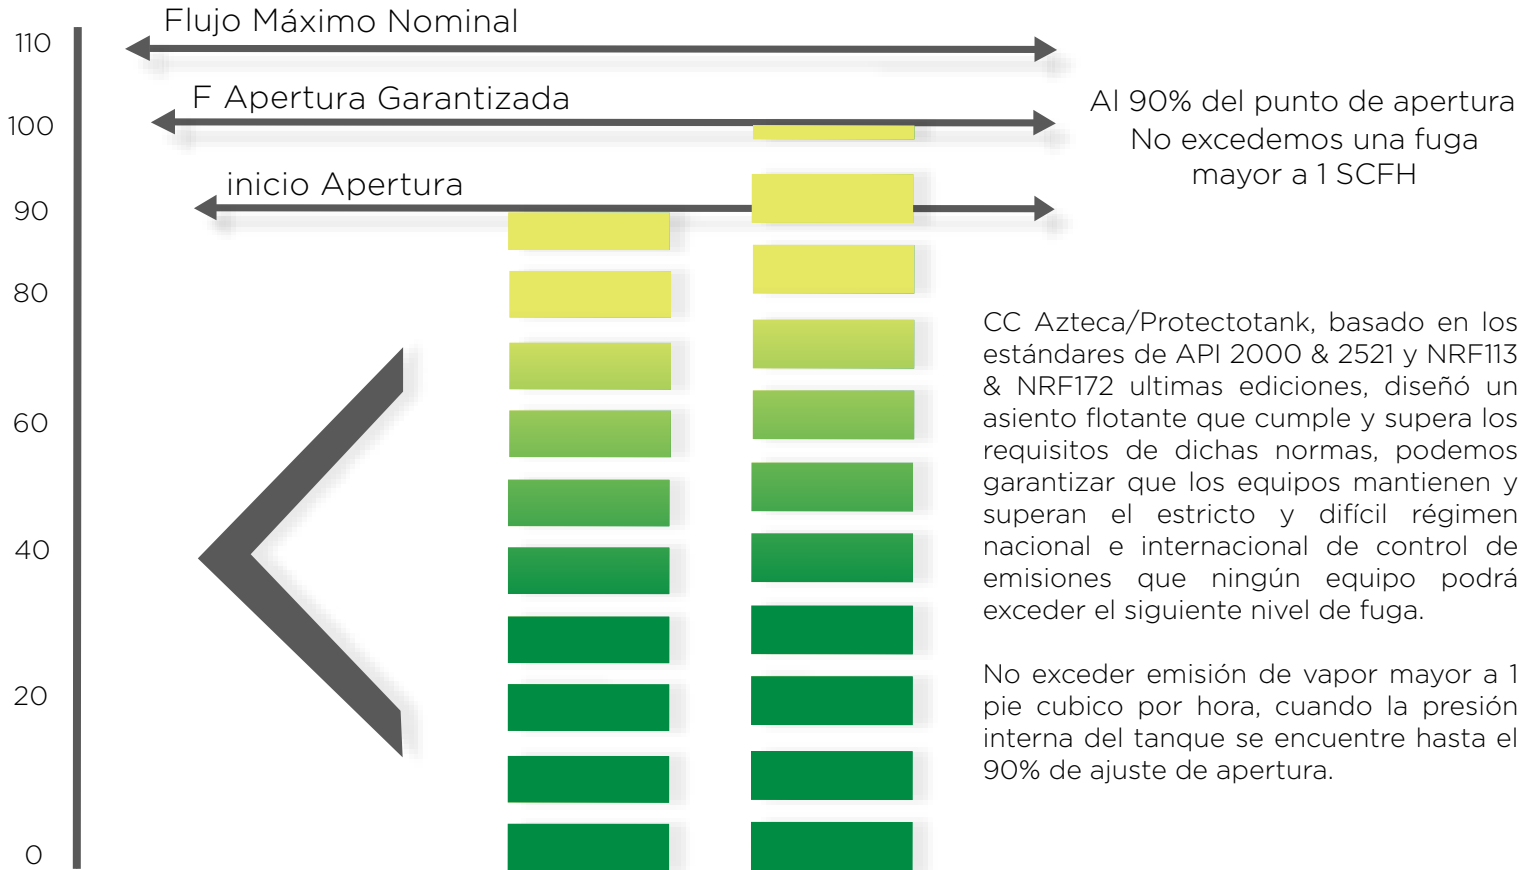 Flujo Máximo Nominal
110
F Apertura Garantizada
100
Al 90% del punto de apertura
No excedemos una fuga
mayor a 1 SCFH
inicio Apertura
90
80
60
40
20
0
CC Azteca/Protectotank, basado en los
estándares de API 2000 & 2521 y NRF113
& NRF172 ultimas ediciones, diseñó un
asiento flotante que cumple y supera los
requisitos de dichas normas, podemos
garantizar que los equipos mantienen y
superan el estricto y difícil régimen
nacional e internacional de control de
emisiones que ningún equipo podrá
exceder el siguiente nivel de fuga.
No exceder emisión de vapor mayor a 1
pie cubico por hora, cuando la presión
interna del tanque se encuentre hasta el
90% de ajuste de apertura.